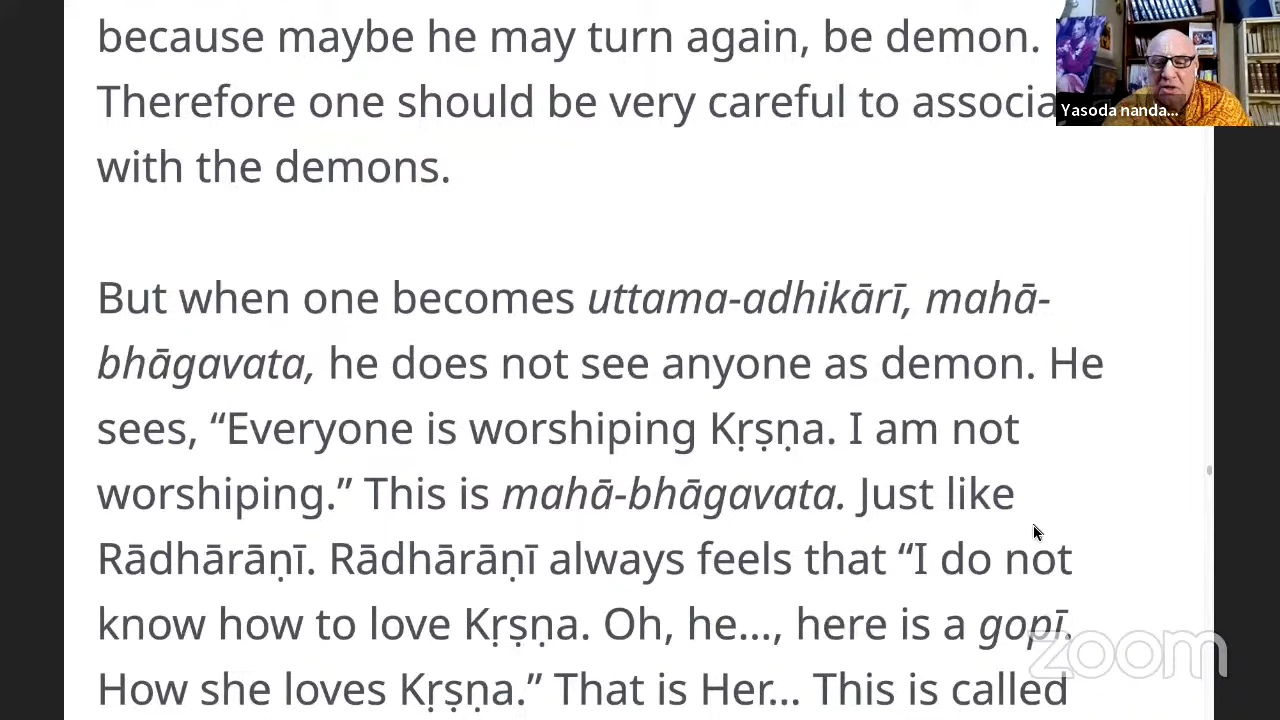 because maybe he may turn again, be demon.
Therefore one should be very careful to associa
with the demons.
Yasoda nanda...
But when one becomes uttama-adhikārī, mahā-
bhāgavata, he does not see anyone as demon. He
sees, “Everyone is worshiping Kṛṣṇa. I am not
worshiping.” This is mahā-bhāgavata. Just like
Rādhārāṇī. Rādhārāṇī always feels that “I do not
know how to love Kṛṣṇa. Oh, he..., here is a gopī.
How she loves Kṛṣṇa.” That is Her... This is called
zoom